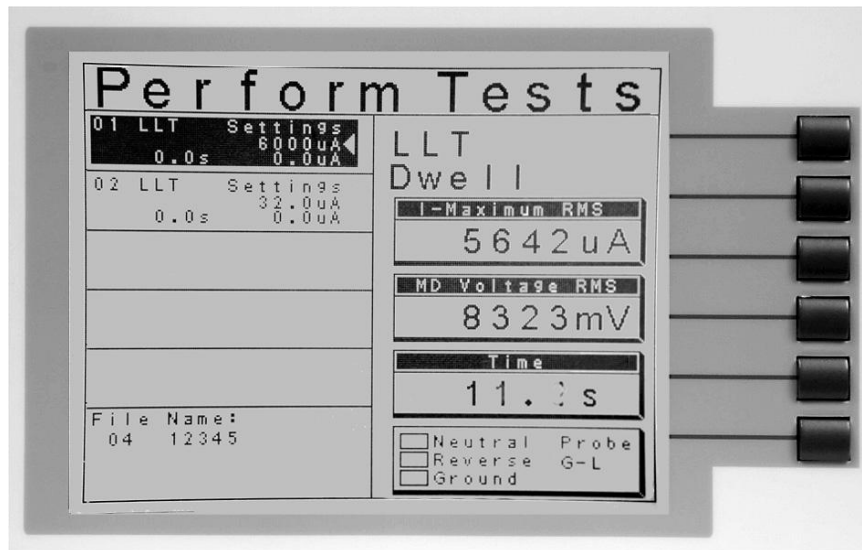 Perform Tests
01 LLT Settings
6000uA
0.0s 0.0uA
02 LLT Settings
32.0uA
0.0s 0.0uA
File Name:
04 12345
LLT
Dwell
I-Maximum RMS
5642uA
MD Voltage RMS
8323mV
Time
Neutral Probe
Reverse G-L
Ground